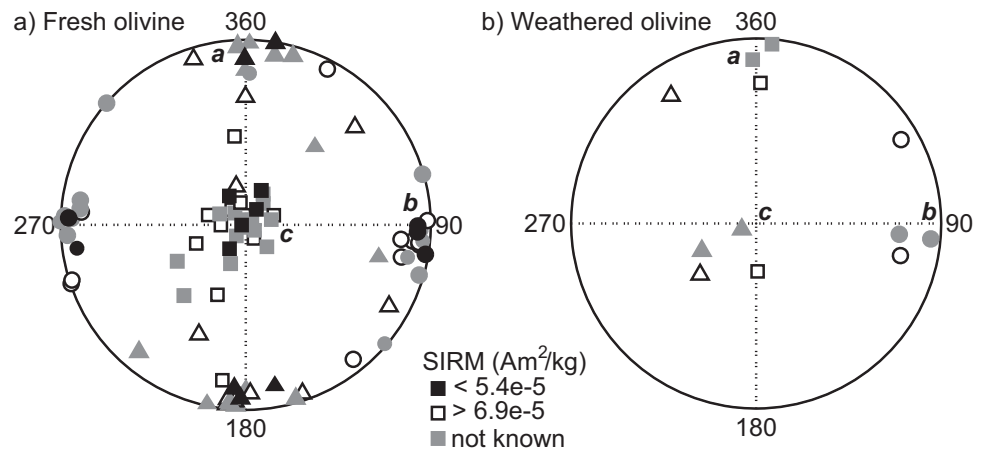 a) Fresh olivine
360
a
270
b
90
c
180
b) Weathered olivine
360
a
270
c
b
90
180
SIRM (Am²/kg)
< 5.4e-5
> 6.9e-5
not known